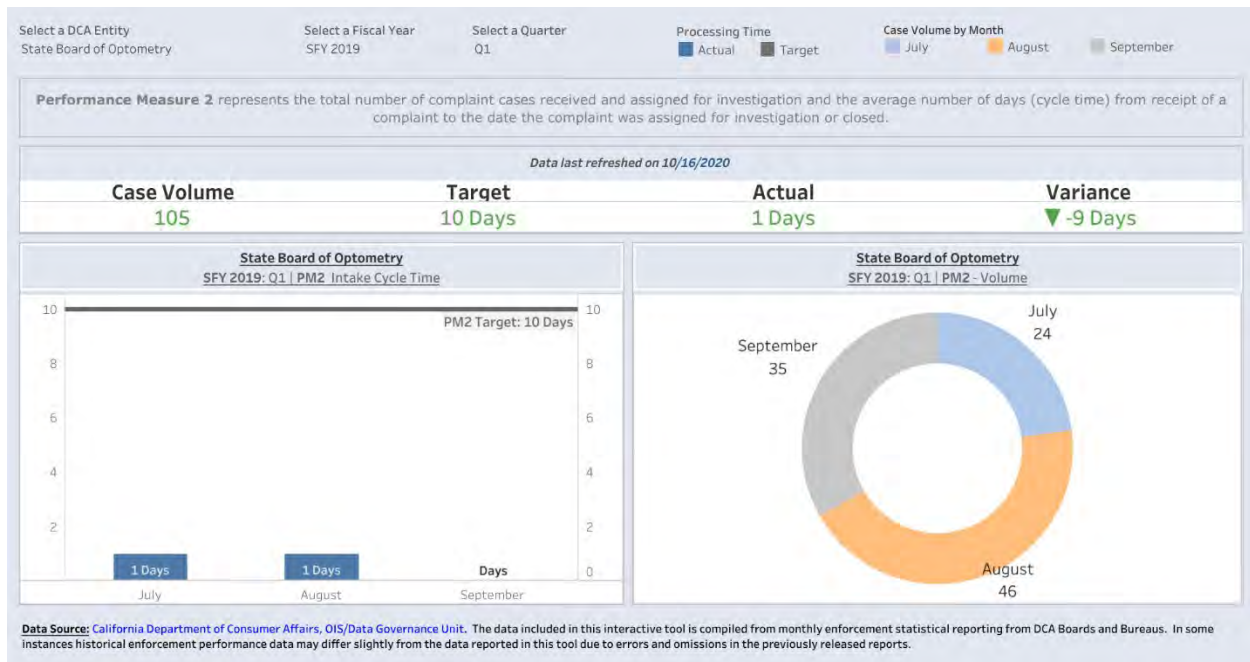 Select a DCA Entity
State Board of Optometry
Select a Fiscal Year
SFY 2019
Select a Quarter
Q1
Processing Time
Actual
Target
Case Volume by Month
July
August
September
Performance Measure 2 represents the total number of complaint cases received and assigned for investigation and the average number of days (cycle time) from receipt of a
complaint to the date the complaint was assigned for investigation or closed.
Data last refreshed on 10/16/2020
Case Volume Target Actual Variance
105 10 Days 1 Days ▼ -9 Days
State Board of Optometry
SFY 2019: Q1 | PM2 Intake Cycle Time
10
8
6
4
2
PM2 Target: 10 Days
10
8
6
4
2
0
1 Days
1 Days
Days
July
August
September
State Board of Optometry
SFY 2019: Q1 | PM2 - Volume
July
24
September
35
August
46
Data Source: California Department of Consumer Affairs, OIS/Data Governance Unit. The data included in this interactive tool is compiled from monthly enforcement statistical reporting from DCA Boards and Bureaus. In some
instances historical enforcement performance data may differ slightly from the data reported in this tool due to errors and omissions in the previously released reports.